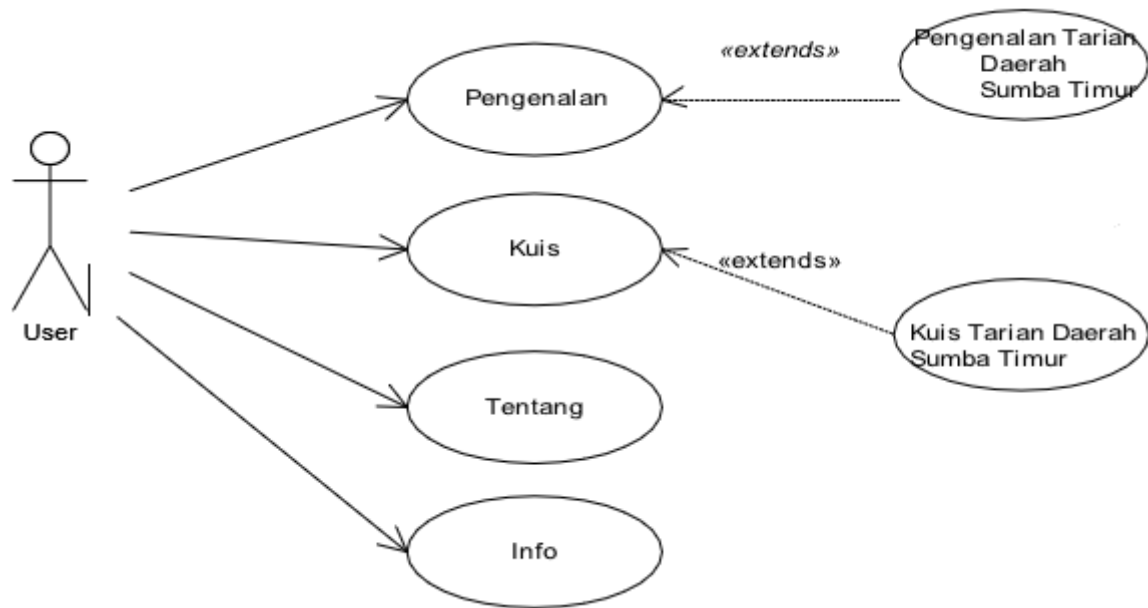 «extends»
Pengenalan Tarian
Daerah
Sumba Timur
Pengenalan
Kuis
«extends»
User
Kuis Tarian Daerah
Sumba Timur
Tentang
Info